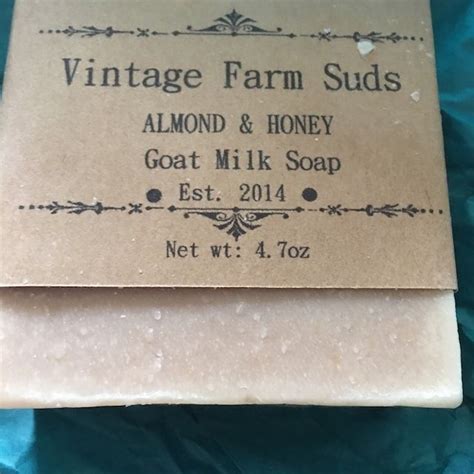 Vintage Farm Suds
ALMOND & HONEY
Goat Milk Soap
Est. 2014
Net wt: 4.7oz